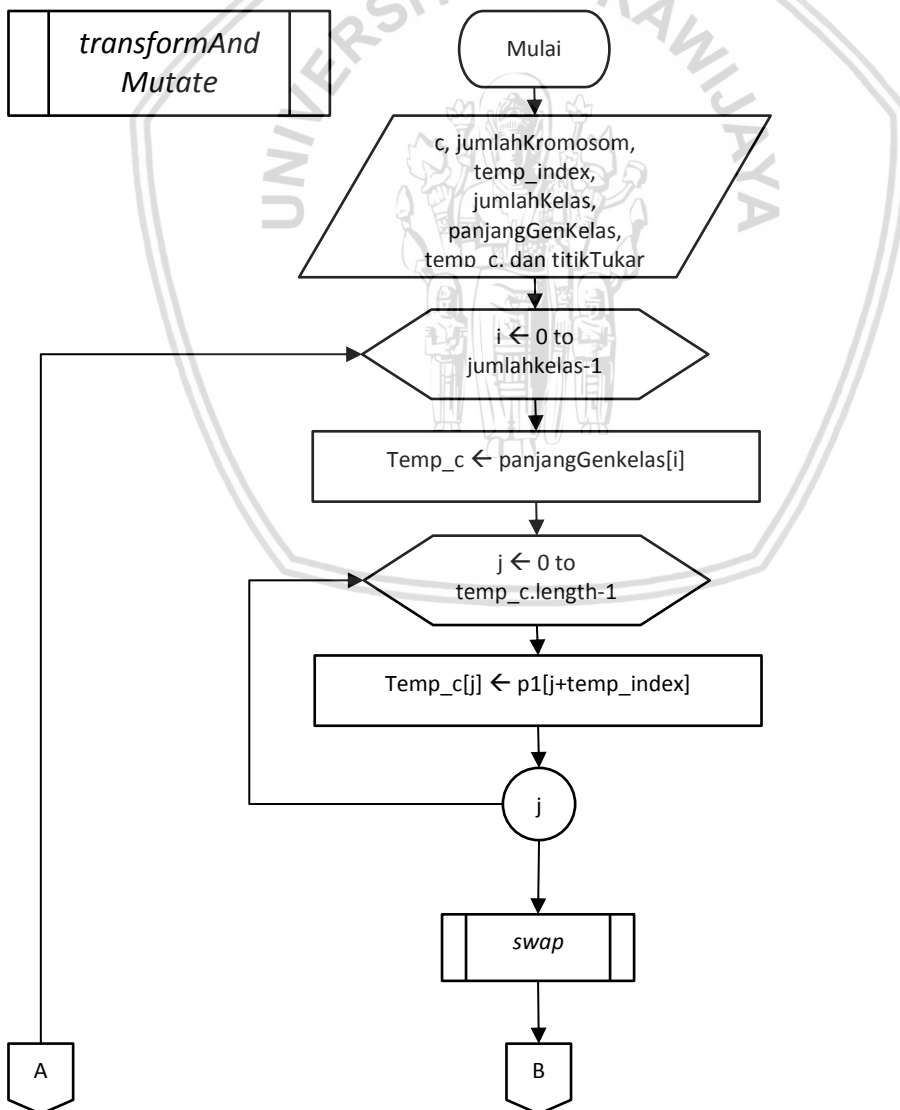 transformAnd
Mutate
Mulai
c, jumlahKromosom,
temp_index,
jumlahKelas,
panjangGenKelas,
temp_c, dan titikTukar
i ← 0 to
jumlahkelas-1
Temp_c ← panjangGenkelas[i]
j ← 0 to
temp_c.length-1
Temp_c[j] ← p1[j+temp_index]
j
swap
A
B